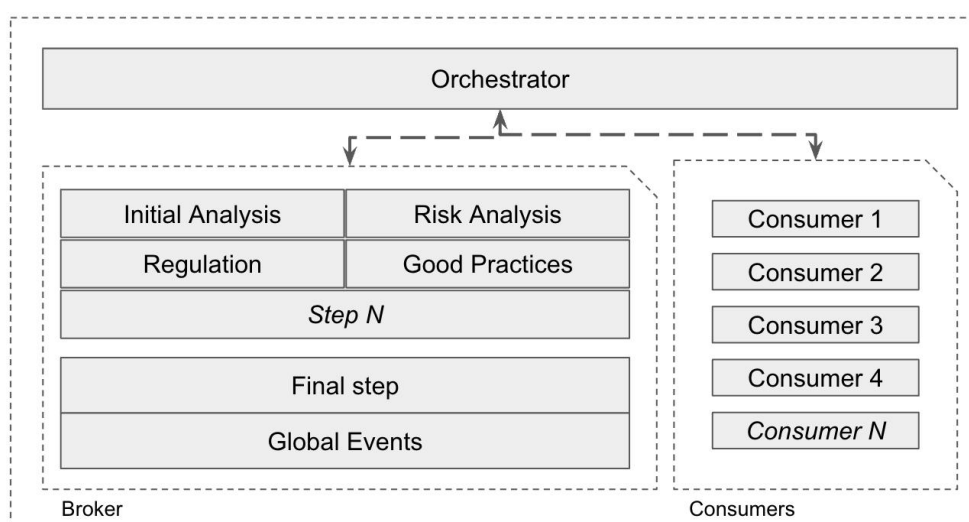 Orchestrator
Initial Analysis
Risk Analysis
Regulation
Good Practices
Step N
Final step
Global Events
Broker
Consumer 1
Consumer 2
Consumer 3
Consumer 4
Consumer N
Consumers